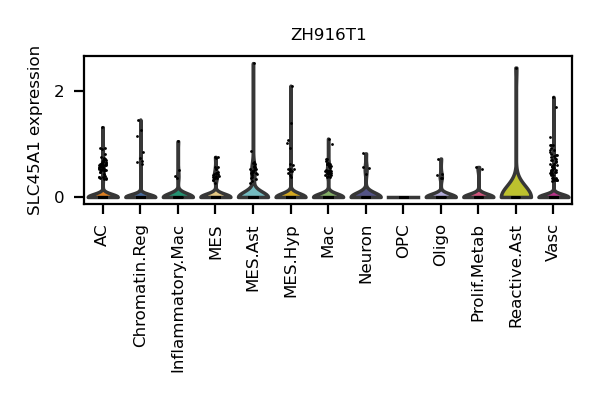 ZH916T1
SLC45A1 expression
2
0
AC
Chromatin.Reg
Inflammatory.Mac
MES
MES.Ast
MES.Hyp
Mac
Neuron
OPC
Oligo
Prolif.Metab
Reactive.Ast
Vasc